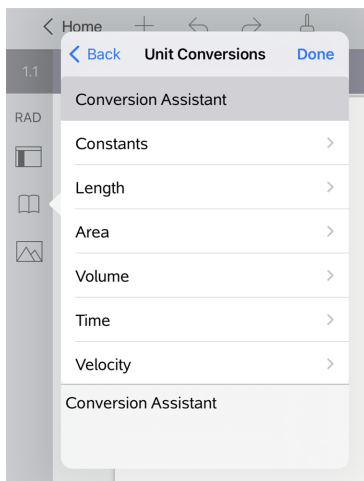 Home
1.1
Back Unit Conversions Done
RAD
Conversion Assistant
Constants
Length
Area
Volume
Time
Velocity
Conversion Assistant